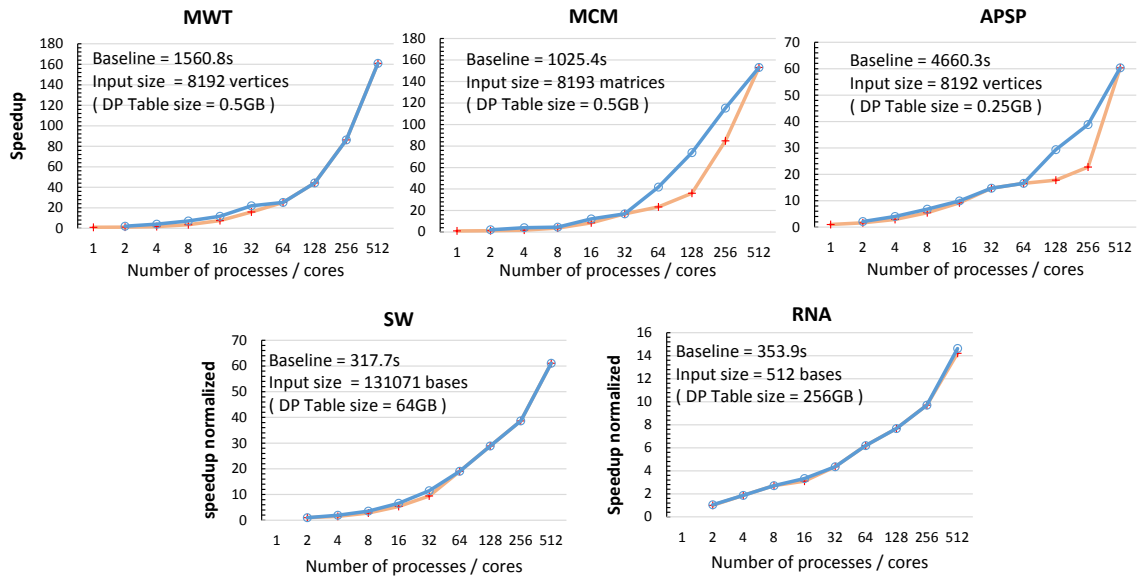 MWT
Speedup
180
160
140
120
100
80
60
40
20
0
Baseline = 1560.8s
Input size = 8192 vertices
( DP Table size = 0.5GB )
1 2 4 8 16 32 64 128 256 512
Number of processes / cores
MCM
180
160
140
120
100
80
60
40
20
0
Baseline = 1025.4s
Input size = 8193 matrices
( DP Table size = 0.5GB )
1 2 4 8 16 32 64 128 256 512
Number of processes / cores
APSP
70
60
50
40
30
20
10
0
Baseline = 4660.3s
Input size = 8192 vertices
( DP Table size = 0.25GB )
1 2 4 8 16 32 64 128 256 512
Number of processes / cores
SW
speedup normalized
70
60
50
40
30
20
10
0
Baseline = 317.7s
Input size = 131071 bases
( DP Table size = 64GB )
1 2 4 8 16 32 64 128 256 512
Number of processes / cores
RNA
Speedup normalized
16
14
12
10
8
6
4
2
0
Baseline = 353.9s
Input size = 512 bases
( DP Table size = 256GB )
1 2 4 8 16 32 64 128 256 512
Number of processes / cores